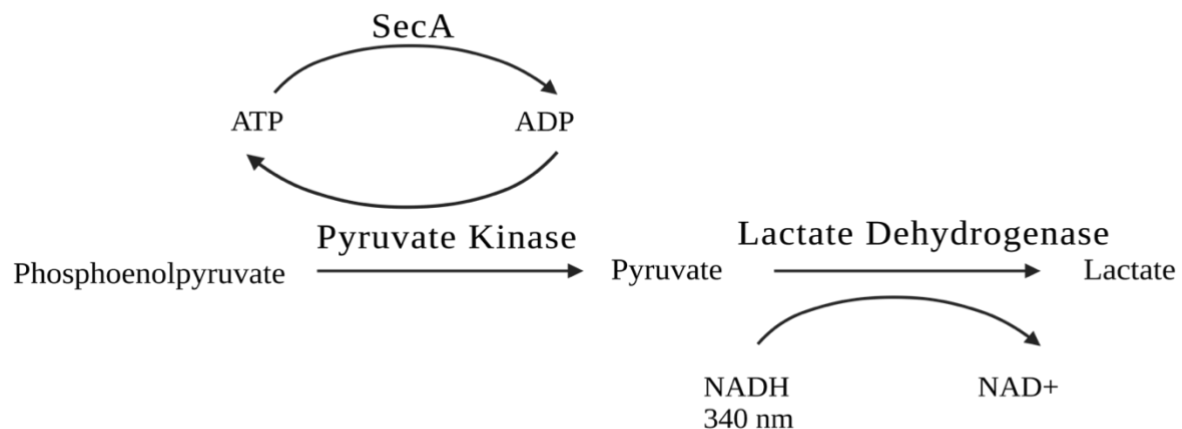 SecA
ATP
ADP
Pyruvate Kinase
Lactate Dehydrogenase
Phosphoenolpyruvate
Pyruvate
Lactate
NADH
NAD+
340 nm